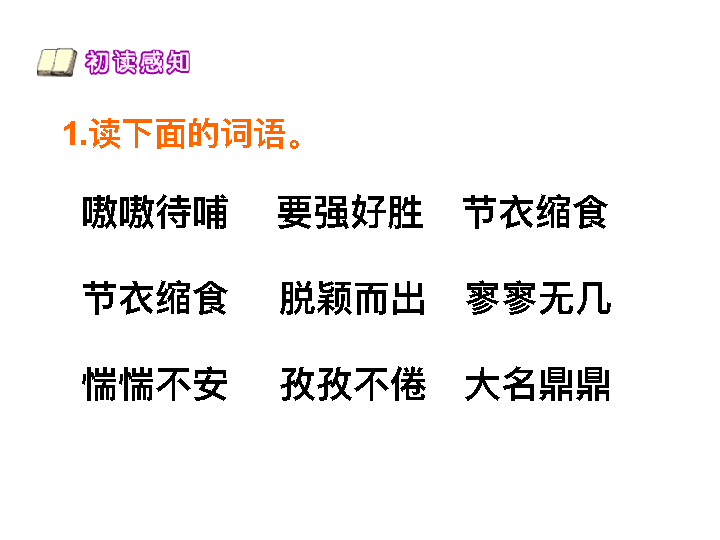 初读感知
1.读下面的词语。
嗷嗷待哺 要强好胜 节衣缩食
节衣缩食 脱颖而出 寥寥无几
惴惴不安 孜孜不倦 大名鼎鼎